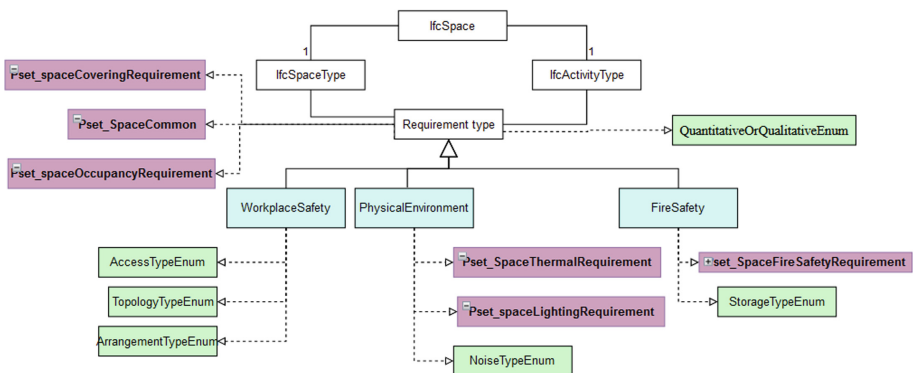 IfcSpace
1
1
IfcSpaceType
IfcActivityType
Pset_spaceCoveringRequirement
Pset_SpaceCommon
Requirement type
QuantitativeOrQualitativeEnum
Pset_spaceOccupancyRequirement
WorkplaceSafety
PhysicalEnvironment
FireSafety
AccessTypeEnum
Pset_SpaceThermalRequirement
set_SpaceFireSafetyRequirement
TopologyTypeEnum
Pset_spaceLightingRequirement
StorageTypeEnum
ArrangementTypeEnum
NoiseTypeEnum